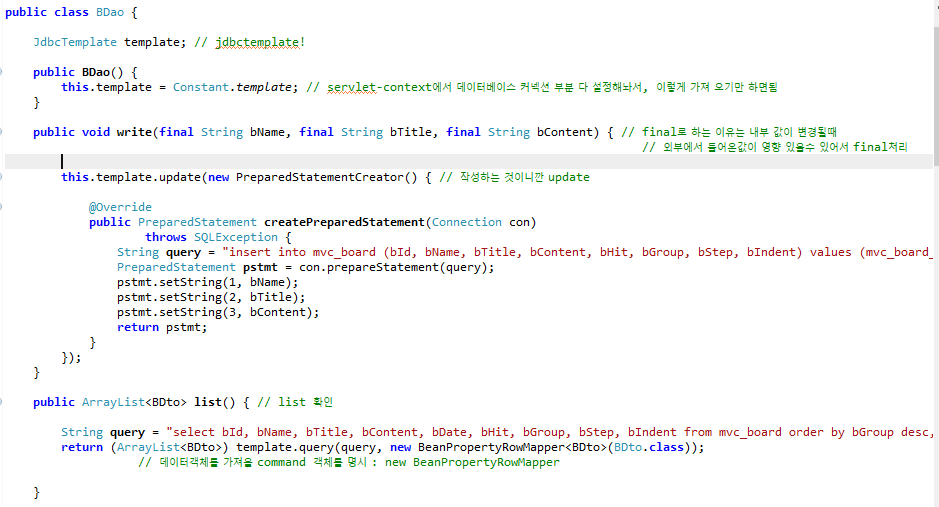 public class BDao {
JdbcTemplate template; // jdbctemplate!
public BDao() {
this.template = Constant.template; // servlet-context에서 데이터베이스 커넥션 부분 다 설정해놔서, 이렇게 가져 오기만 하면됨
}
public void write(final String bName, final String bTitle, final String bContent) { // final로 하는 이유는 내부 값이 변경될때
// 외부에서 들어온값이 영향 있을수 있어서 final처리
this.template.update(new PreparedStatementCreator() { // 작성하는 것이니깐 update
@Override
public PreparedStatement createPreparedStatement(Connection con)
throws SQLException {
String query = "insert into mvc_board (bId, bName, bTitle, bContent, bHit, bGroup, bStep, bIndent) values (mvc_board_
PreparedStatement pstmt = con.prepareStatement(query);
pstmt.setString(1, bName);
pstmt.setString(2, bTitle);
pstmt.setString(3, bContent);
return pstmt;
}
});
}
public ArrayList<BDto> list() { // list 확인
String query = "select bId, bName, bTitle, bContent, bDate, bHit, bGroup, bStep, bIndent from mvc_board order by bGroup desc,
return (ArrayList<BDto>) template.query(query, new BeanPropertyRowMapper<BDto>(BDto.class));
// 데이터객체를 가져올 command 객체를 명시 : new BeanPropertyRowMapper
}